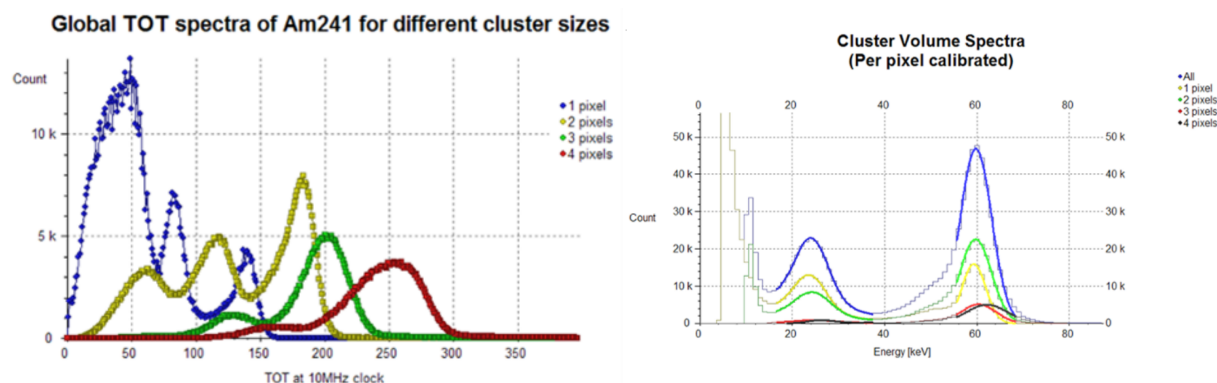 Global TOT spectra of Am241 for different cluster sizes
Count
10 k
5 k
0
0 50 100 150 200 250 300 350
TOT at 10MHz clock
1 pixel
2 pixels
3 pixels
4 pixels
Cluster Volume Spectra
(Per pixel calibrated)
All
1 pixel
2 pixels
3 pixels
4 pixels
0 20 40 60 80
50 k 50 k
40 k 40 k
30 k 30 k
Count
20 k 20 k
10 k 10 k
0 0
0 20 40 60 80
Energy [keV]